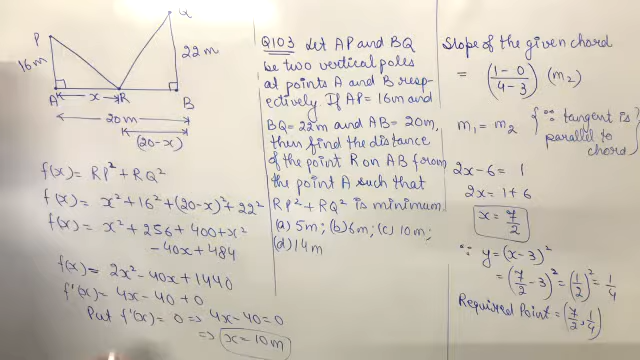 Q
P
16m
22m
A
x
R
B
20m
(20-x)
f(x) = RP² + RQ²
f(x) = x² + 16² + (20-x)² + 22²
f(x) = x² + 256 + 400 + x²
- 40x + 484
f(x) = 2x² - 40x + 1440
f'(x) = 4x - 40 + 0
Put f'(x) = 0 => 4x - 40 = 0
=> x = 10m
Q103 Let AP and BQ
be two vertical poles
at points A and B resp-
ectively If AP = 16m and
BQ = 22m and AB = 20m,
then find the distance
of the point R on AB from
the point A such that
RP² + RQ² is minimum
(a) 5m; (b) 6m; (c) 10m;
(d) 14m
Slope of the given chord
= (1-0/4-3) (m₂)
m₁ = m₂ {∵ tangent is parallel to chord}
2x - 6 = 1
2x = 1 + 6
x = 7/2
∵ y = (x-3)²
= (7/2 - 3)² = (1/2)² = 1/4
Required Point = (7/2, 1/4)